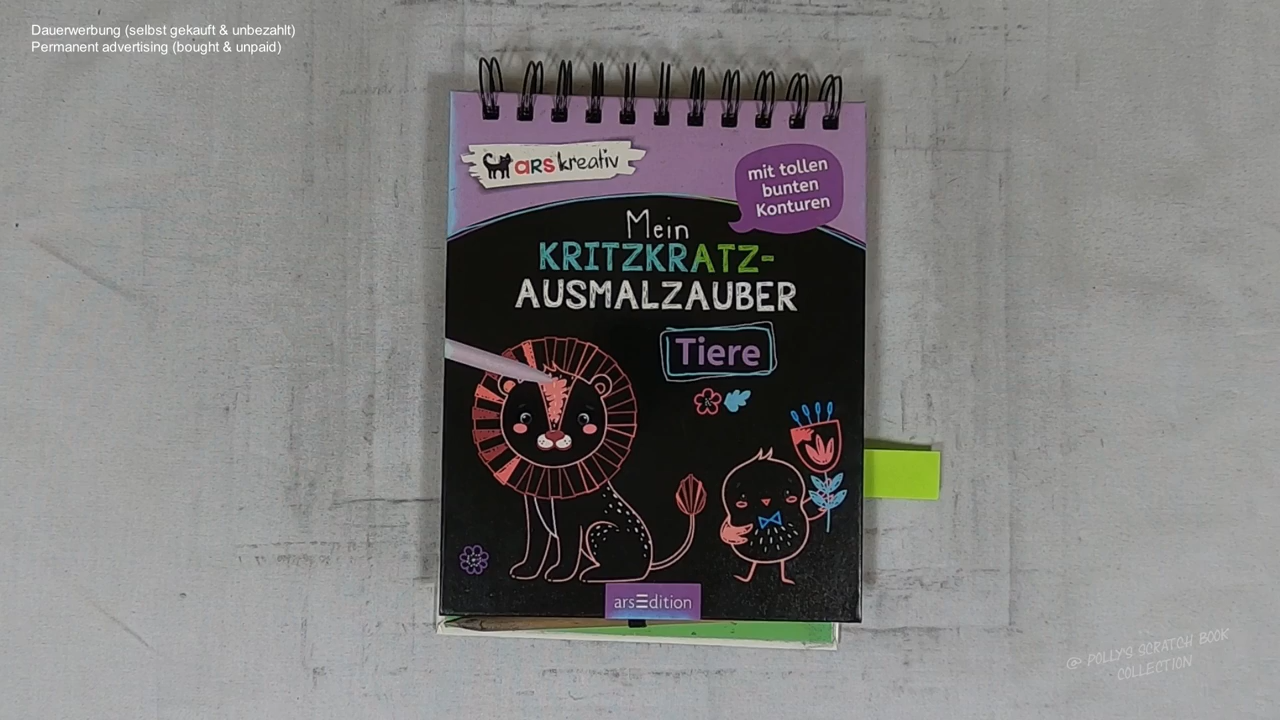 Dauerwerbung (selbst gekauft & unbezahlt)
Permanent advertising (bought & unpaid)
ars kreativ
mit tollen
bunten
Konturen
Mein
KRITZKRATZ-
AUSMALZAUBER
Tiere
arsEdition
@ POLLY'S SCRATCH BOOK
COLLECTION